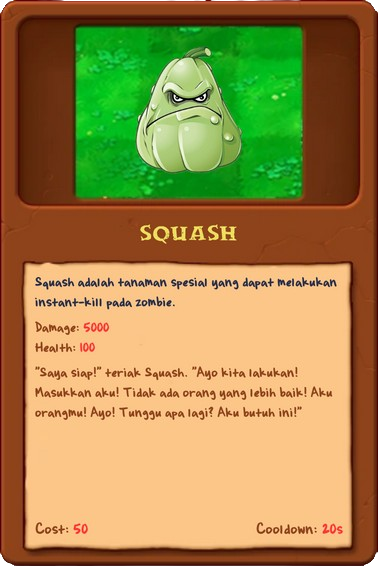 SQUASH
Squash adalah tanaman spesial yang dapat melakukan
instant-kill pada zombie.
Damage: 5000
Health: 100
"Saya siap!" teriak Squash. "Ayo kita lakukan!
Masukkan aku! Tidak ada orang yang lebih baik! Aku
orangmu! Ayo! Tunggu apa lagi? Aku butuh ini!"
Cost: 50
Cooldown: 20s